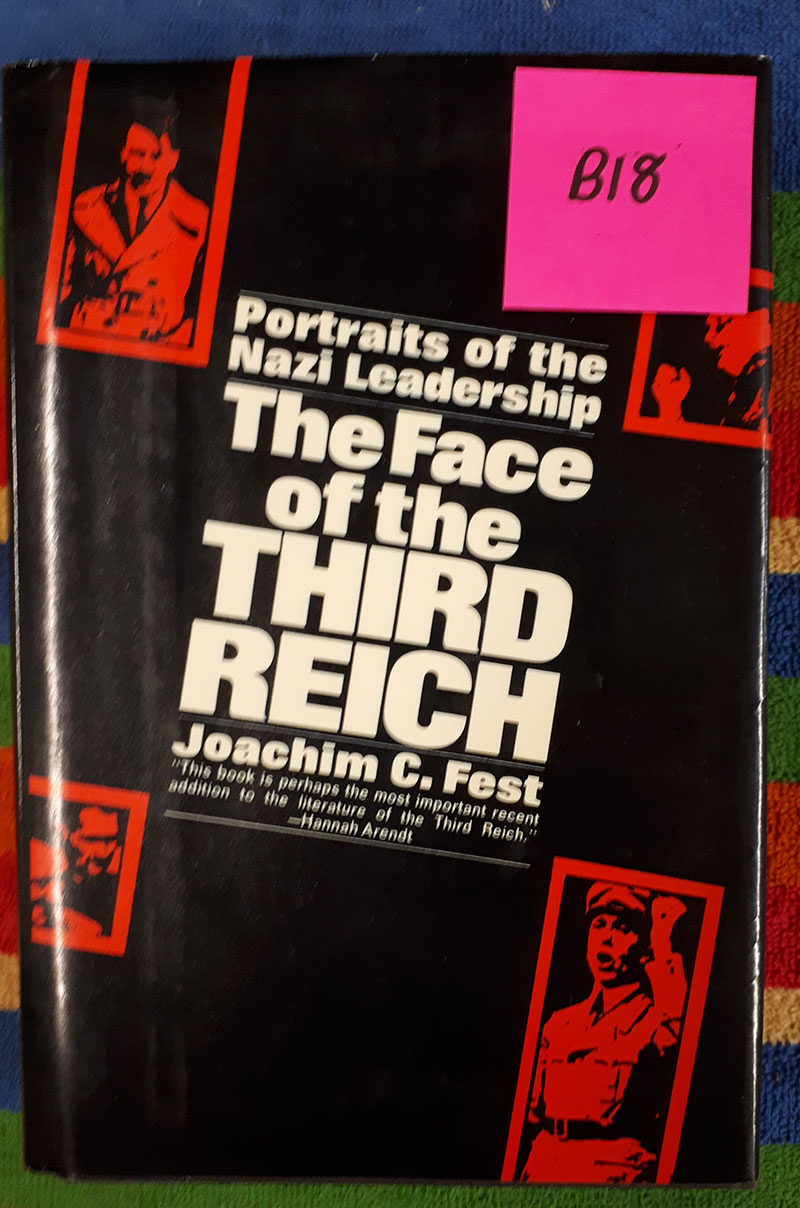 B18
Portraits of the
Nazi Leadership
The Face
of the
THIRD
REICH
Joachim C. Fest
"This book is perhaps the most important recent
addition to the literature of the Third Reich."
—Hannah Arendt